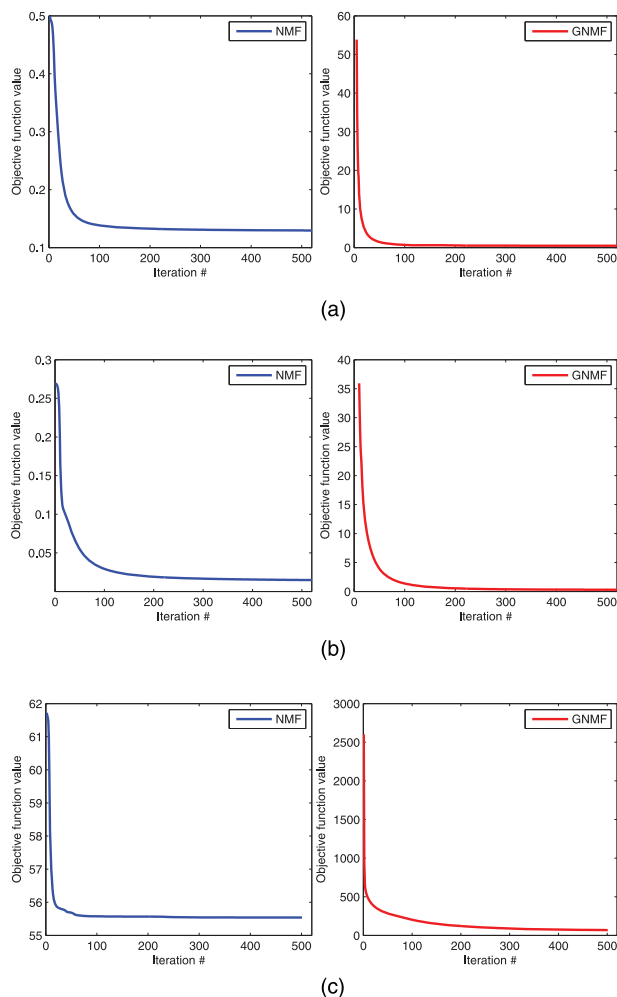 Objective function value
0.5
0.4
0.3
0.2
0.1
0 100 200 300 400 500
Iteration #
NMF
Objective function value
60
50
40
30
20
10
0
0 100 200 300 400 500
Iteration #
GNMF
(a)
Objective function value
0.3
0.25
0.2
0.15
0.1
0.05
0 100 200 300 400 500
Iteration #
NMF
Objective function value
40
35
30
25
20
15
10
5
0
0 100 200 300 400 500
Iteration #
GNMF
(b)
Objective function value
62
61
60
59
58
57
56
55
0 100 200 300 400 500
Iteration #
NMF
Objective function value
3000
2500
2000
1500
1000
500
0
0 100 200 300 400 500
Iteration #
GNMF
(c)